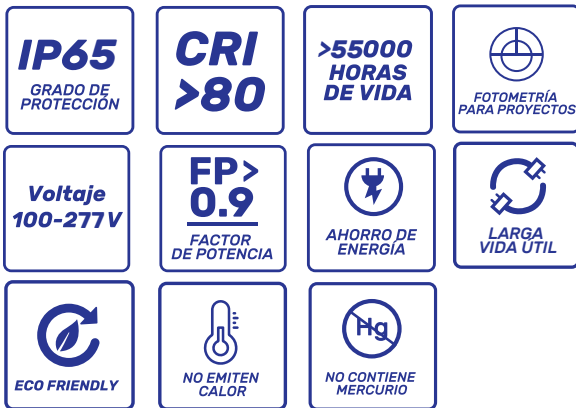 IP65
GRADO DE
PROTECCIÓN
CRI
>80
>55000
HORAS
DE VIDA
FOTOMETRÍA
PARA PROYECTOS
Voltaje
100-277V
FP>
0.9
FACTOR
DE POTENCIA
AHORRO DE
ENERGÍA
LARGA
VIDA ÚTIL
ECO FRIENDLY
NO EMITEN
CALOR
Hg
NO CONTIENE
MERCURIO